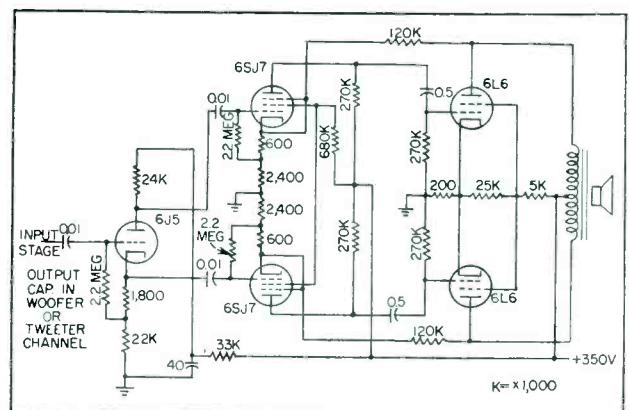 120K
6SJ7
6L6
0.01
2.2 MEG
270K
0.5
600
680K
270K
24K
2,400
200
25K
5K
6J5
2,400
2.2
MEG
270K
270K
INPUT
STAGE
0.01
600
2.2 MEG
OUTPUT
CAP IN
WOOFER
OR
TWEETER
CHANNEL
1,800
0.01
6SJ7
0.5
6L6
22K
120K
40
33K
+350V
K=×1,000